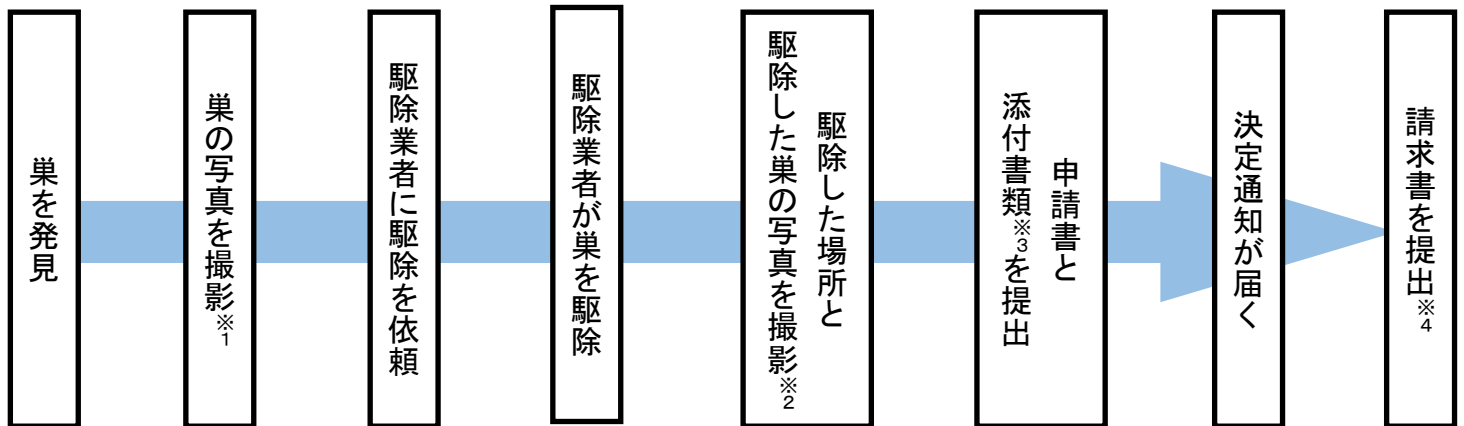 巣を発見
巣の写真を撮影※1
駆除業者に駆除を依頼
駆除業者が巣を駆除
駆除した場所と
駆除した巣の写真を撮影※2
申請書と
添付書類※3を提出
決定通知が届く
請求書を提出※4